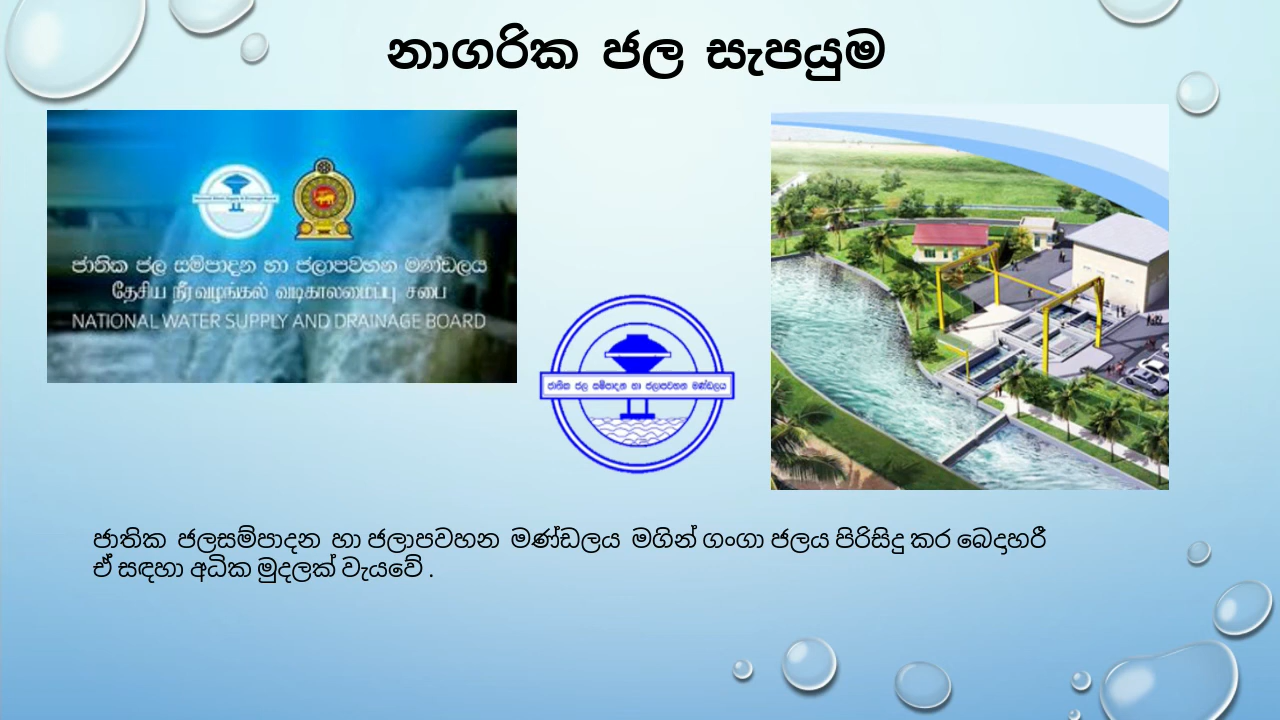 නාගරික ජල සැපයුම
ජාතික ජල සම්පාදන හා ජලාපවහන මණ්ඩලය
தேசிய நீர் வழங்கல் வடிகாலமைப்பு சபை
NATIONAL WATER SUPPLY AND DRAINAGE BOARD
ජාතික ජල සම්පාදන හා ජලාපවහන මණ්ඩලය
ජාතික ජලසම්පාදන හා ජලාපවහන මණ්ඩලය මගින් ගංගා ජලය පිරිසිදු කර බෙදාහරී
ඒ සඳහා අධික මුදලක් වැයවේ .